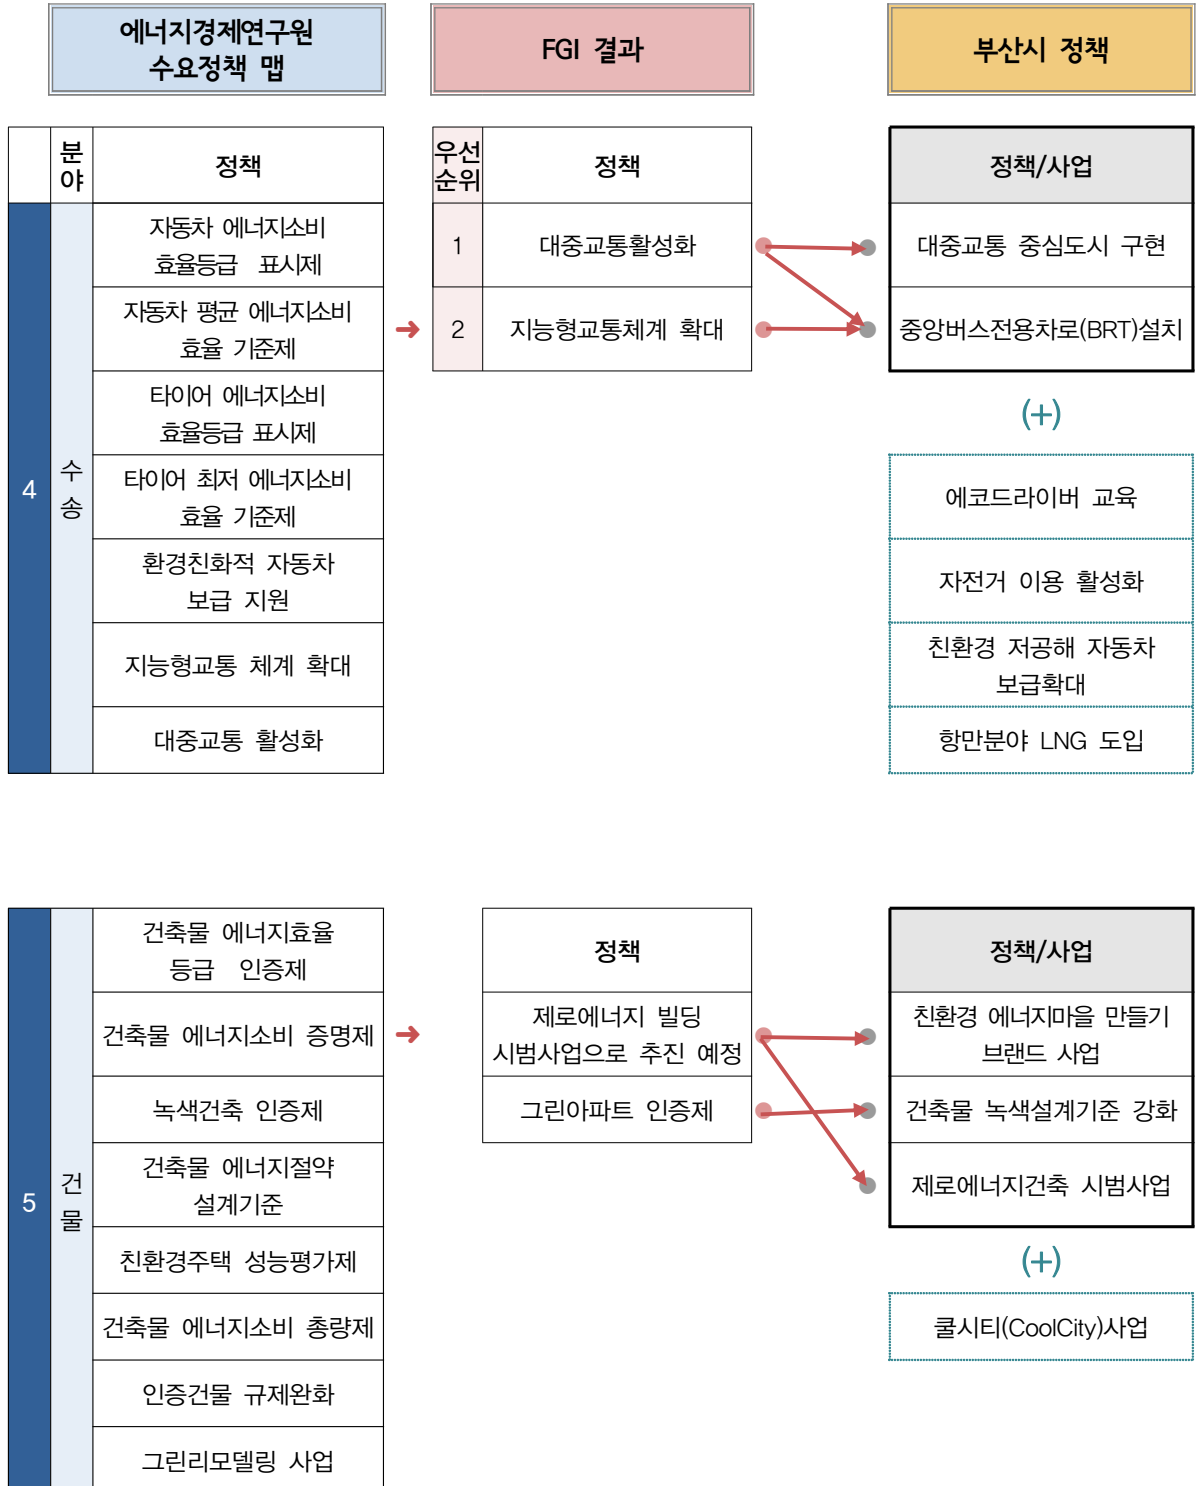 에너지경제연구원
수요정책 맵
FGI 결과
부산시 정책
분
야
정책
우선
순위
정책
정책/사업
4
수
송
자동차 에너지소비
효율등급 표시제
자동차 평균 에너지소비
효율 기준제
타이어 에너지소비
효율등급 표시제
타이어 최저 에너지소비
효율 기준제
환경친화적 자동차
보급 지원
지능형교통 체계 확대
대중교통 활성화
1
대중교통활성화
2
지능형교통체계 확대
대중교통 중심도시 구현
중앙버스전용차로(BRT)설치
(+)
에코드라이버 교육
자전거 이용 활성화
친환경 저공해 자동차
보급확대
항만분야 LNG 도입
5
건
물
건축물 에너지효율
등급 인증제
건축물 에너지소비 증명제
녹색건축 인증제
건축물 에너지절약
설계기준
친환경주택 성능평가제
건축물 에너지소비 총량제
인증건물 규제완화
그린리모델링 사업
정책
제로에너지 빌딩
시범사업으로 추진 예정
그린아파트 인증제
정책/사업
친환경 에너지마을 만들기
브랜드 사업
건축물 녹색설계기준 강화
제로에너지건축 시범사업
(+)
쿨시티(CoolCity)사업